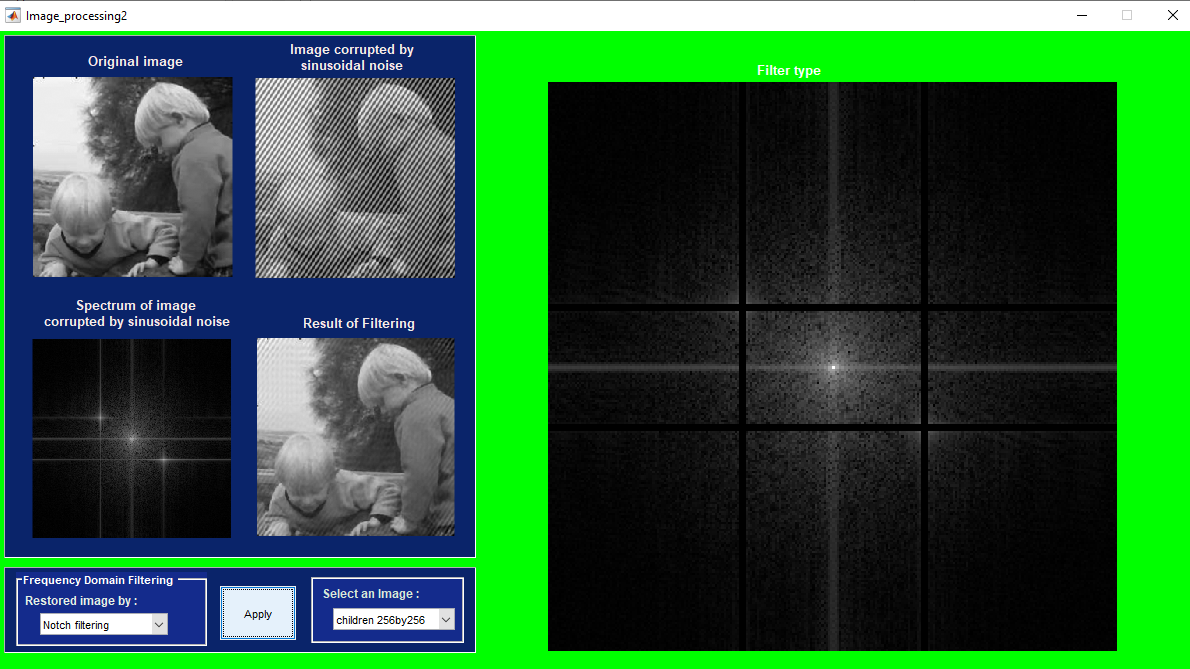 Image_processing2
Original image
Image corrupted by
sinusoidal noise
Filter type
Spectrum of image
corrupted by sinusoidal noise
Result of Filtering
Frequency Domain Filtering
Restored image by :
Notch filtering
Apply
Select an Image :
children 256by256